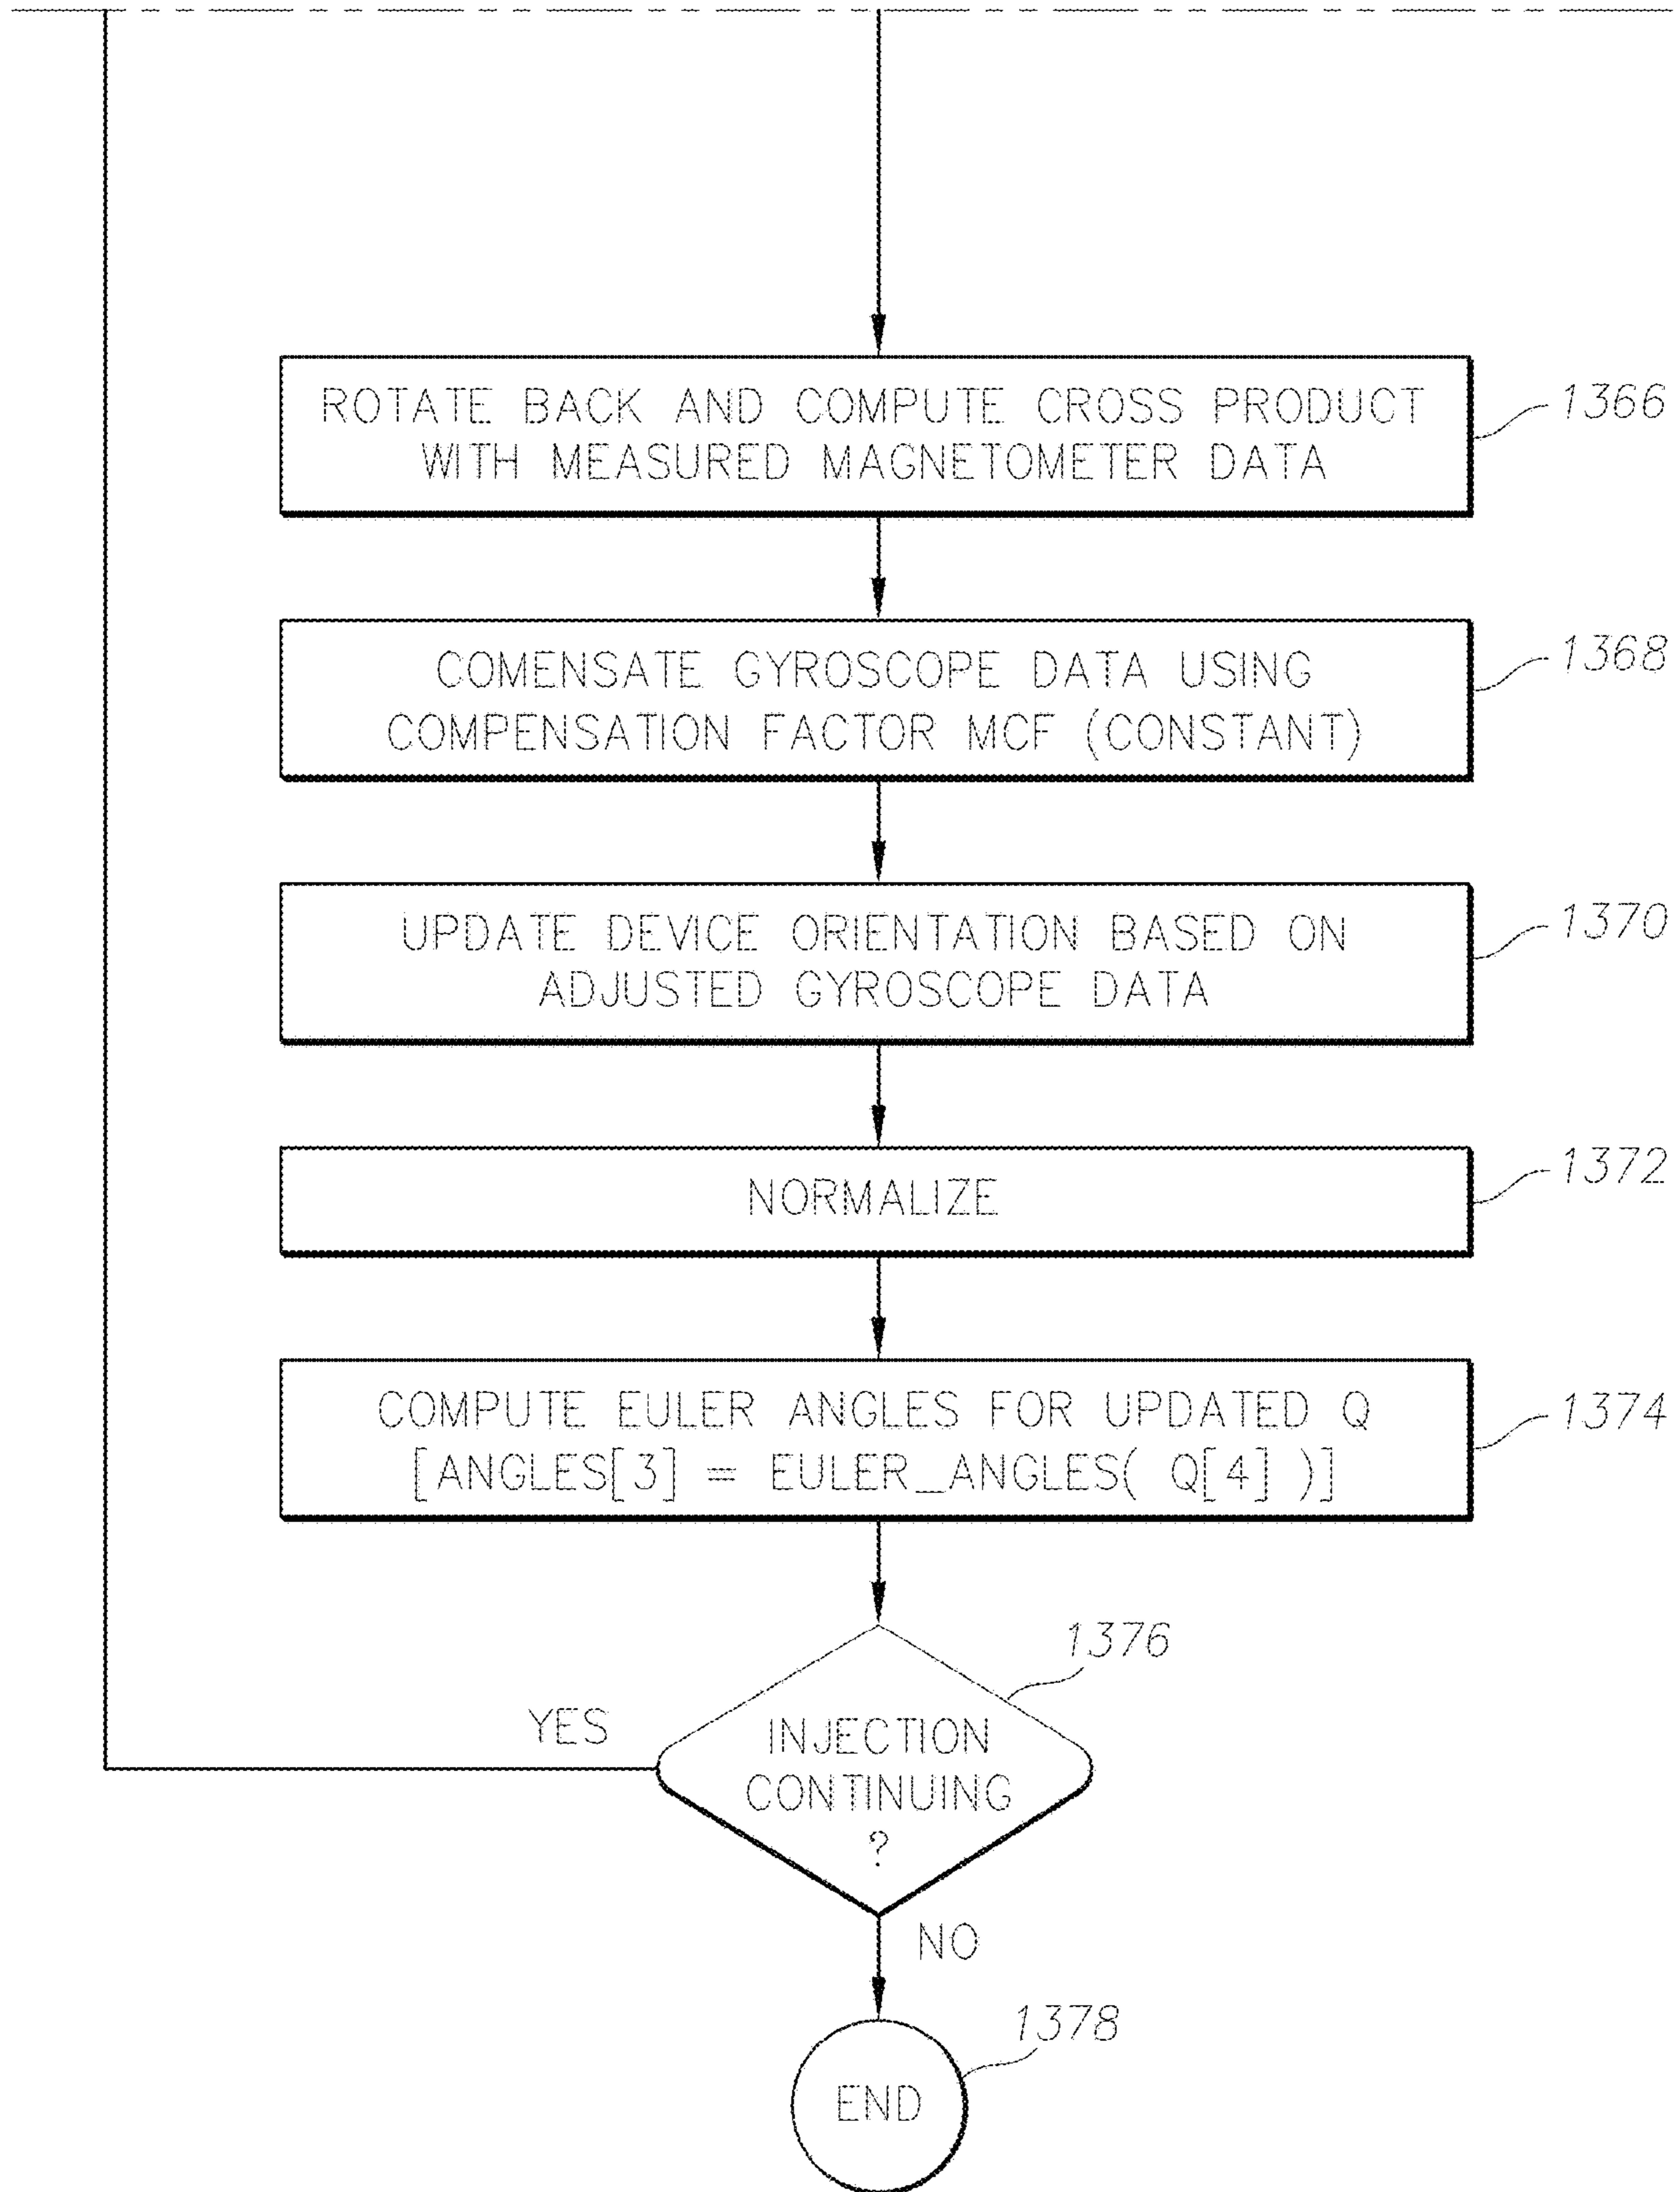 ROTATE BACK AND COMPUTE CROSS PRODUCT
WITH MEASURED MAGNETOMETER DATA
1366
COMENSATE GYROSCOPE DATA USING
COMPENSATION FACTOR MCF (CONSTANT)
1368
UPDATE DEVICE ORIENTATION BASED ON
ADJUSTED GYROSCOPE DATA
1370
NORMALIZE
1372
COMPUTE EULER ANGLES FOR UPDATED Q
[ANGLES[3] = EULER_ANGLES( Q[4] )]
1374
1376
YES
INJECTION
CONTINUING
?
NO
1378
END